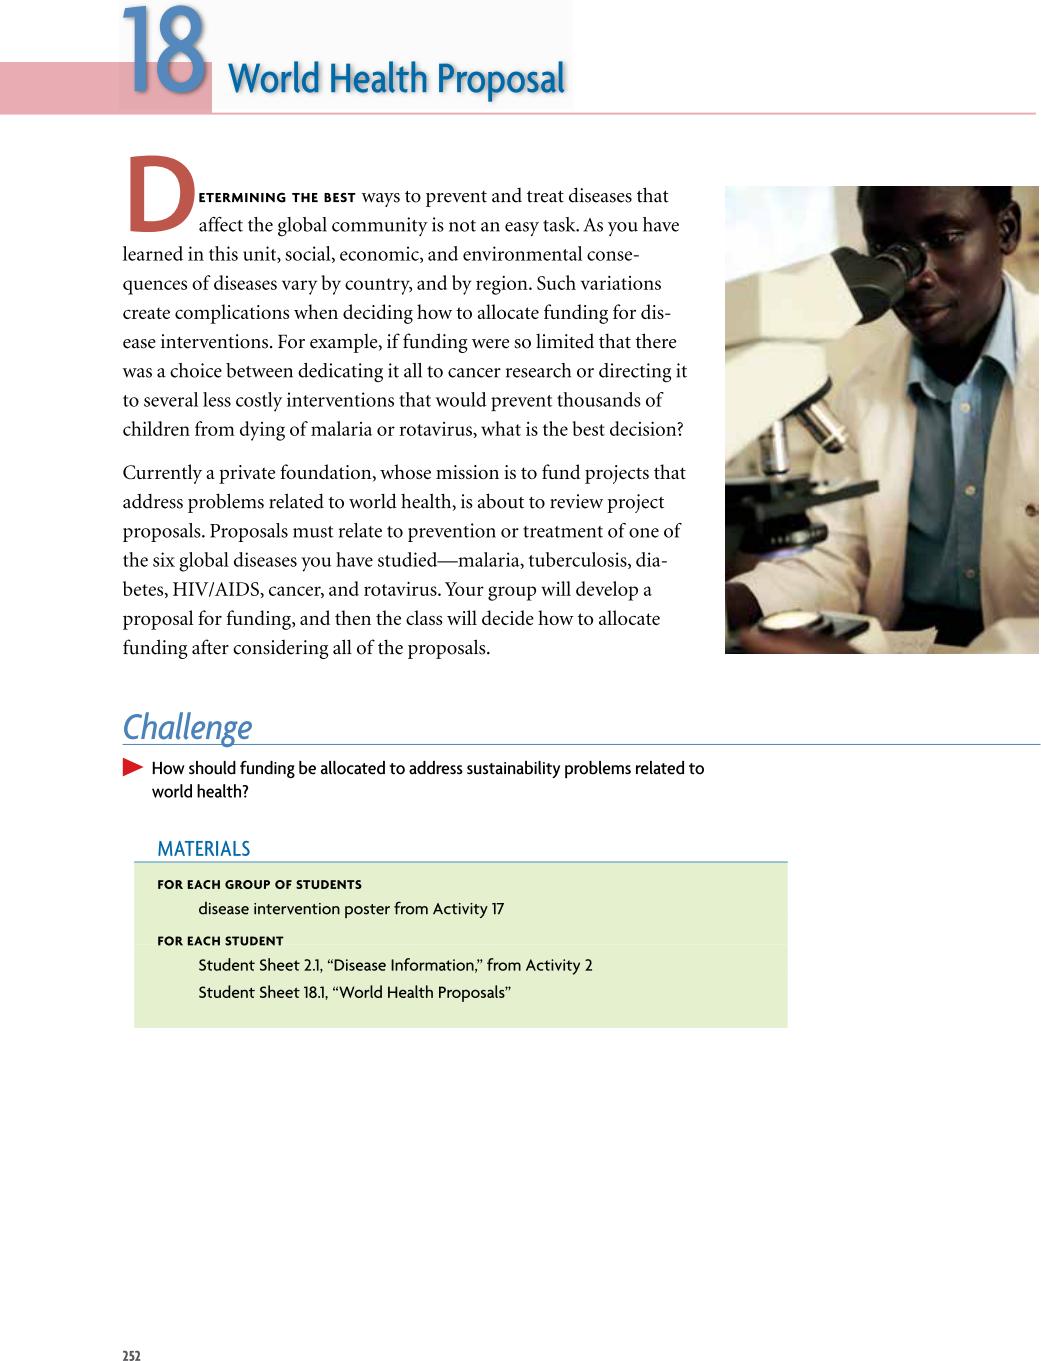 18 World Health Proposal
DETERMINING THE BEST ways to prevent and treat diseases that
affect the global community is not an easy task. As you have
learned in this unit, social, economic, and environmental conse-
quences of diseases vary by country, and by region. Such variations
create complications when deciding how to allocate funding for dis-
ease interventions. For example, if funding were so limited that there
was a choice between dedicating it all to cancer research or directing it
to several less costly interventions that would prevent thousands of
children from dying of malaria or rotavirus, what is the best decision?
Currently a private foundation, whose mission is to fund projects that
address problems related to world health, is about to review project
proposals. Proposals must relate to prevention or treatment of one of
the six global diseases you have studied—malaria, tuberculosis, dia-
betes, HIV/AIDS, cancer, and rotavirus. Your group will develop a
proposal for funding, and then the class will decide how to allocate
funding after considering all of the proposals.
Challenge
How should funding be allocated to address sustainability problems related to
world health?
MATERIALS
FOR EACH GROUP OF STUDENTS
disease intervention poster from Activity 17
FOR EACH STUDENT
Student Sheet 2.1, “Disease Information,” from Activity 2
Student Sheet 18.1, “World Health Proposals”
252